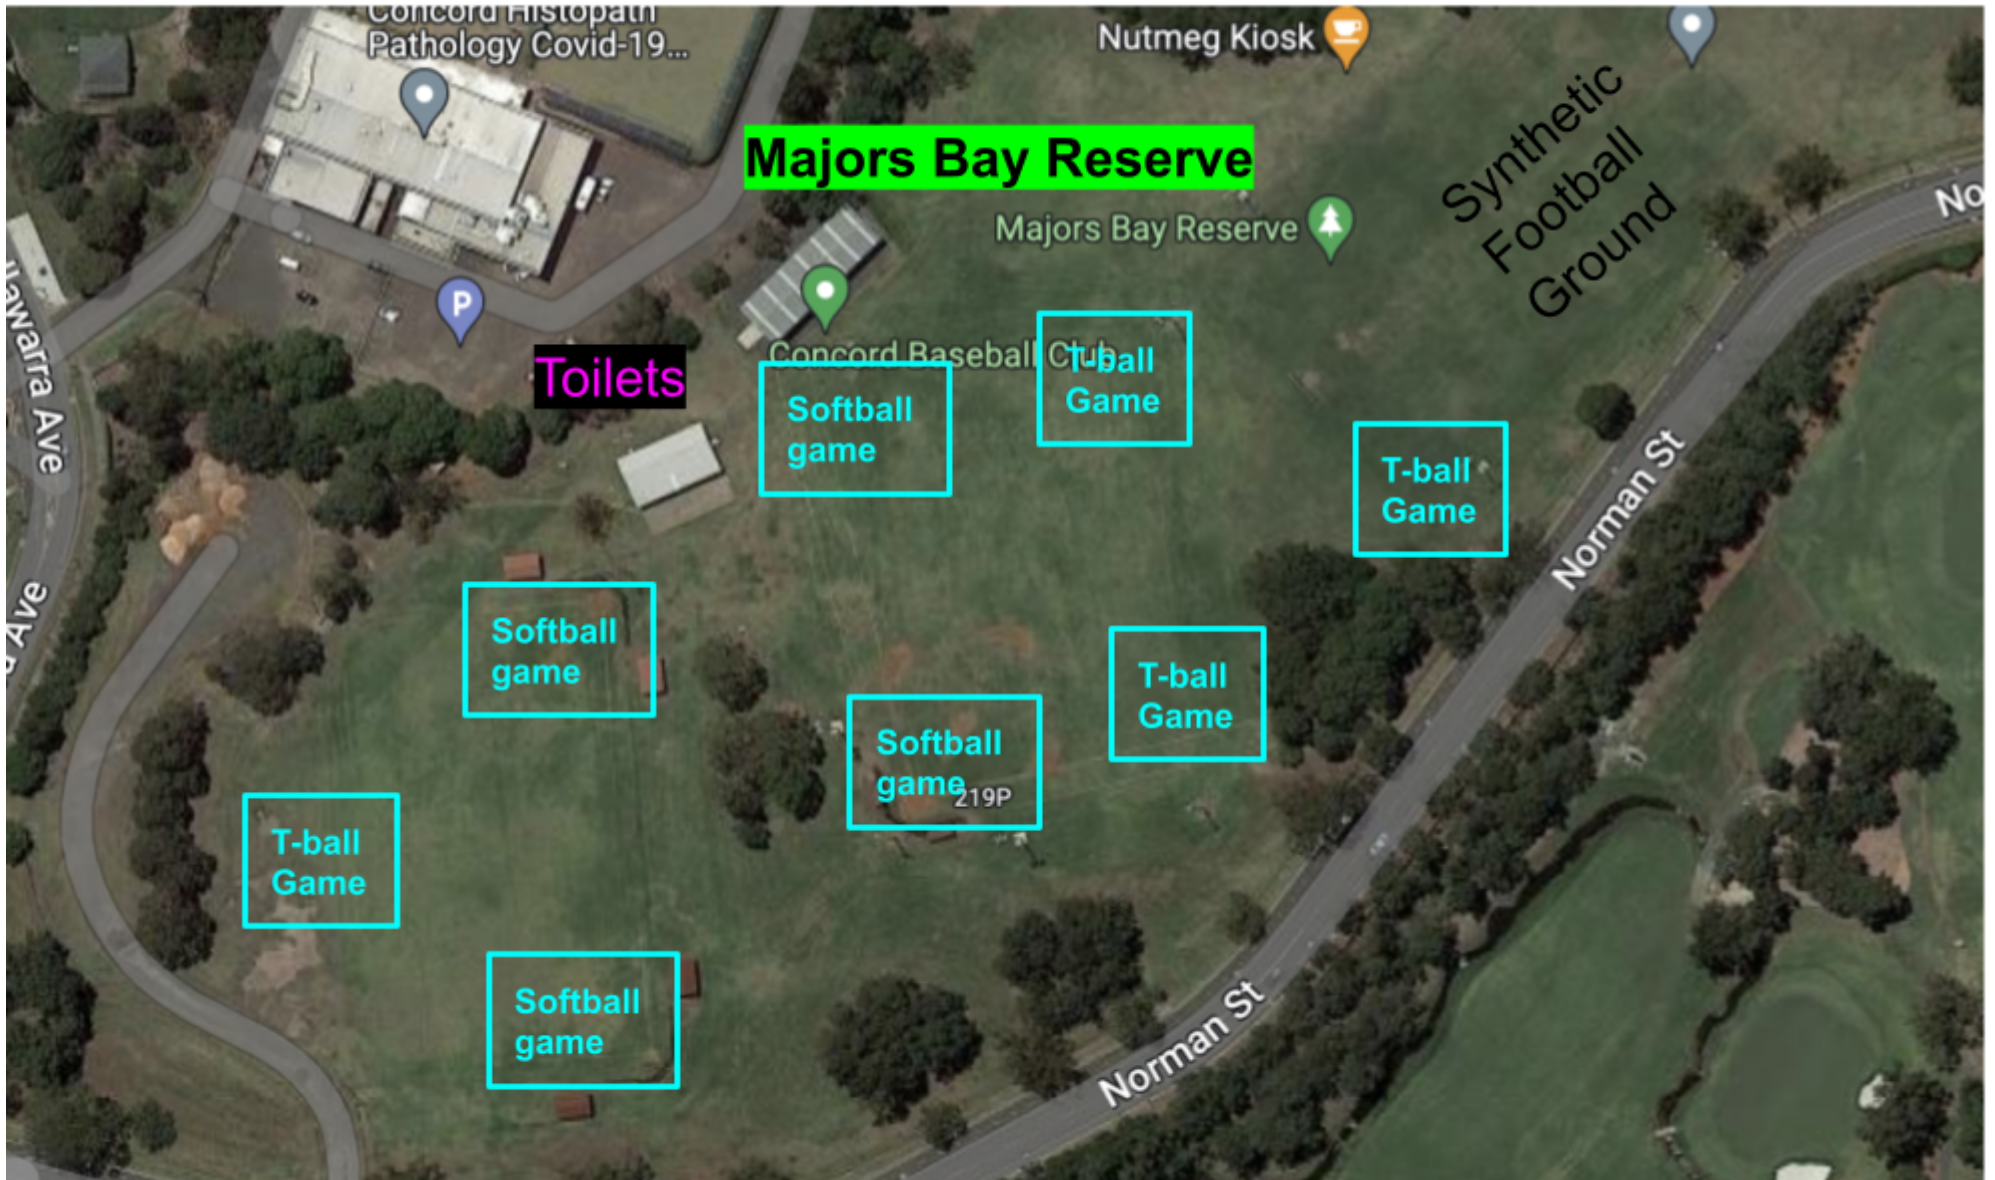 Concord Histopath
Pathology Covid-19...
Nutmeg Kiosk
Majors Bay Reserve
Synthetic
Football
Ground
No
Majors Bay Reserve
P
Toilets
Concord Baseball Club
T-ball
Game
Softball
game
T-ball
Game
llawarra Ave
Norman St
Ave
Softball
game
T-ball
Game
Softball
game
219P
T-ball
Game
Softball
game
Norman St